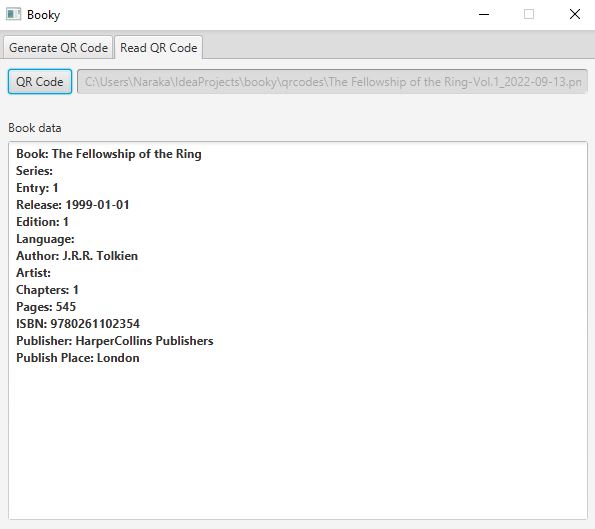 Booky
Generate QR Code
Read QR Code
QR Code
C:\Users\Naraka\IdeaProjects\booky\qrcodes\The Fellowship of the Ring-Vol.1_2022-09-13.pn
Book data
Book: The Fellowship of the Ring
Series:
Entry: 1
Release: 1999-01-01
Edition: 1
Language:
Author: J.R.R. Tolkien
Artist:
Chapters: 1
Pages: 545
ISBN: 9780261102354
Publisher: HarperCollins Publishers
Publish Place: London